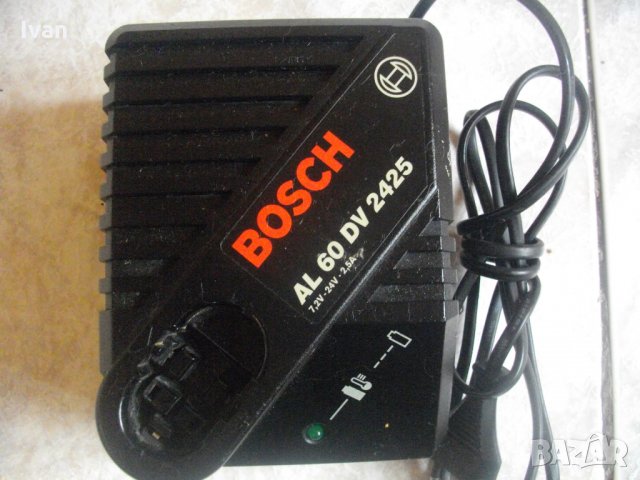 Ivan
BOSCH
AL 60 DV 2425
7,2V - 24V - 2,5A
BAZAR